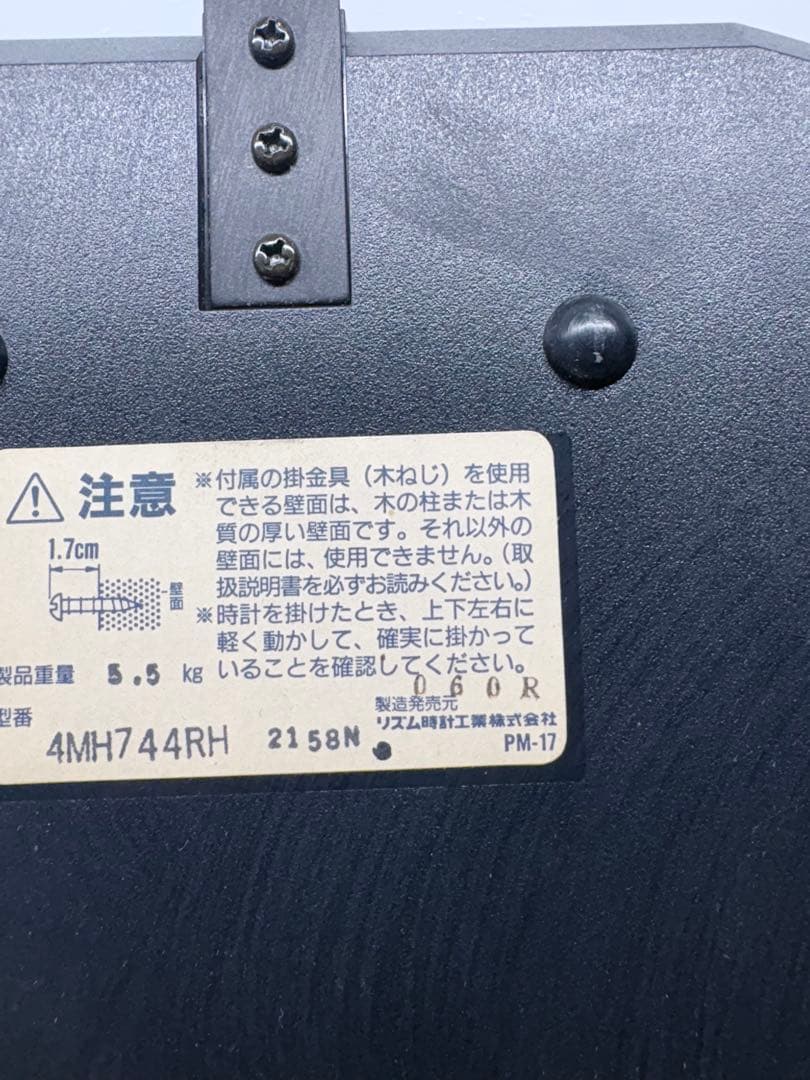 注意
※付属の掛金具(木ねじ)を使用
できる壁面は、木の柱または木
質の厚い壁面です。それ以外の
壁面には、使用できません。(取
扱説明書を必ずお読みください。)
※時計を掛けたとき、上下左右に
軽く動かして、確実に掛かって
いることを確認してください。
1.7cm
壁面
製品重量 5.5 kg
060R
製造発売元
リズム時計工業株式会社
型番
4MH744RH 2158N
PM-17